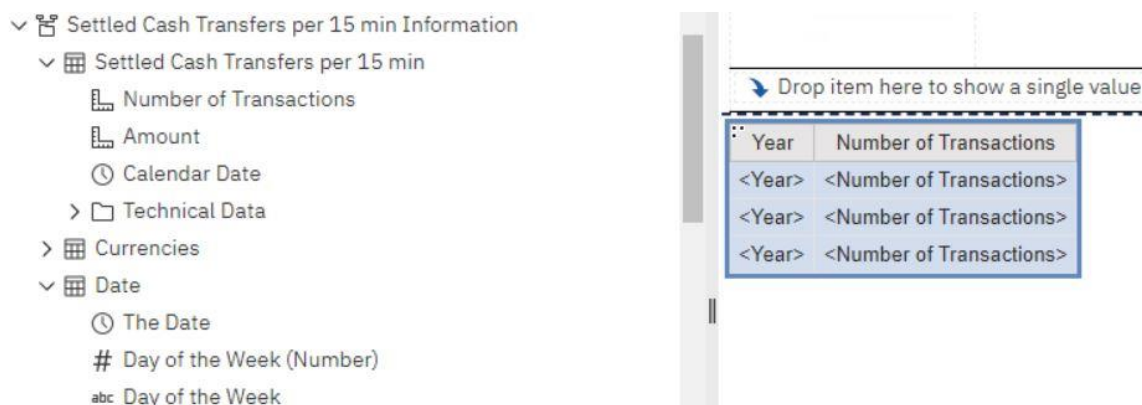 Settled Cash Transfers per 15 min Information
Settled Cash Transfers per 15 min
Number of Transactions
Amount
Calendar Date
Technical Data
Currencies
Date
The Date
# Day of the Week (Number)
abc Day of the Week
Drop item here to show a single value
Year Number of Transactions
<Year> <Number of Transactions>
<Year> <Number of Transactions>
<Year> <Number of Transactions>